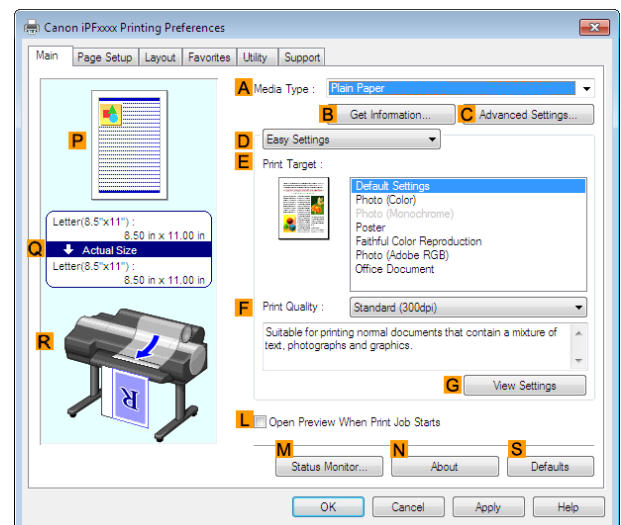 Canon iPFxxxx Printing Preferences
Main Page Setup Layout Favorites Utility Support
A Media Type : Plain Paper
B Get Information... C Advanced Settings...
D Easy Settings
E Print Target :
Default Settings
Photo (Color)
Photo (Monochrome)
Poster
Faithful Color Reproduction
Photo (Adobe RGB)
Office Document
P
Letter(8.5"x11") :
8.50 in x 11.00 in
Q Actual Size
Letter(8.5"x11") :
8.50 in x 11.00 in
F Print Quality : Standard (300dpi)
Suitable for printing normal documents that contain a mixture of
text, photographs and graphics.
R
R
G View Settings
L Open Preview When Print Job Starts
M Status Monitor... N About S Defaults
OK Cancel Apply Help